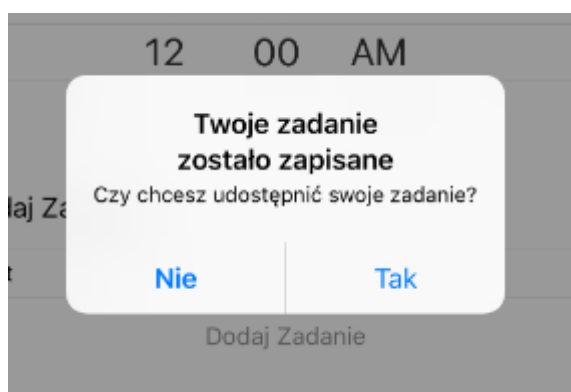 12 00 AM
Twoje zadanie
zostało zapisane
Czy chcesz udostępnić swoje zadanie?
Nie Tak
Dodaj Zadanie